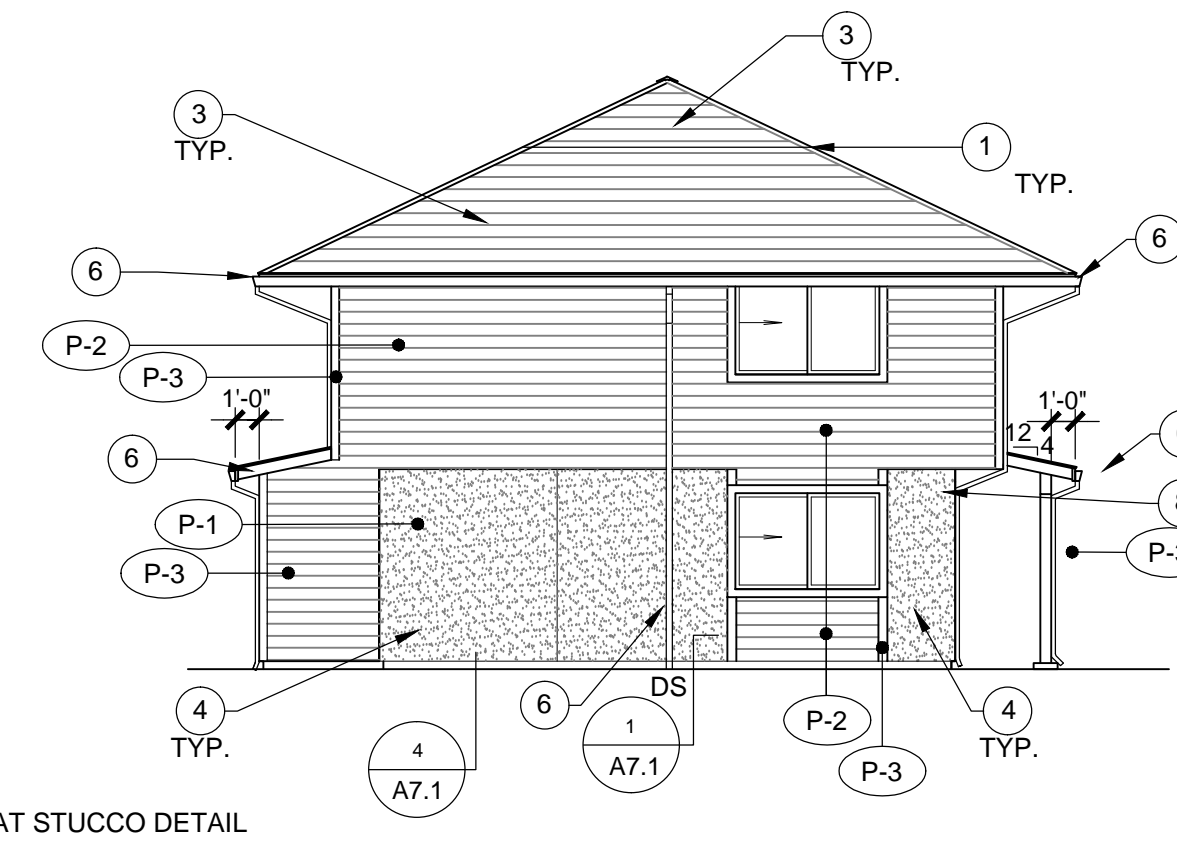 3
TYP.
3
TYP.
1
TYP.
6
6
P-2
P-3
1'-0"
1'-0"
12
4
6
P-1
P-3
4
TYP.
6
DS
4
A7.1
1
A7.1
P-2
P-3
4
TYP.
AT STUCCO DETAIL